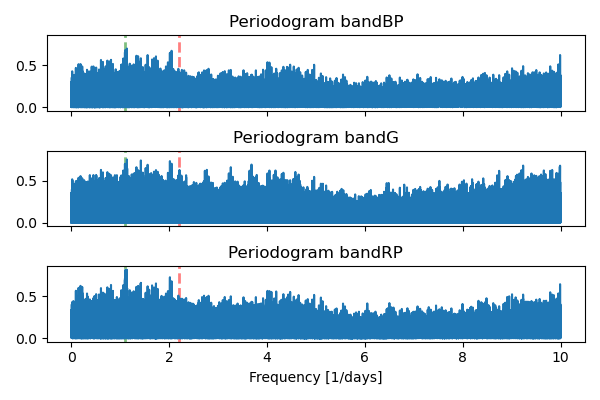 Periodogram bandBP
0.5
0.0
Periodogram bandG
0.5
0.0
Periodogram bandRP
0.5
0.0
0 2 4 6 8 10
Frequency [1/days]